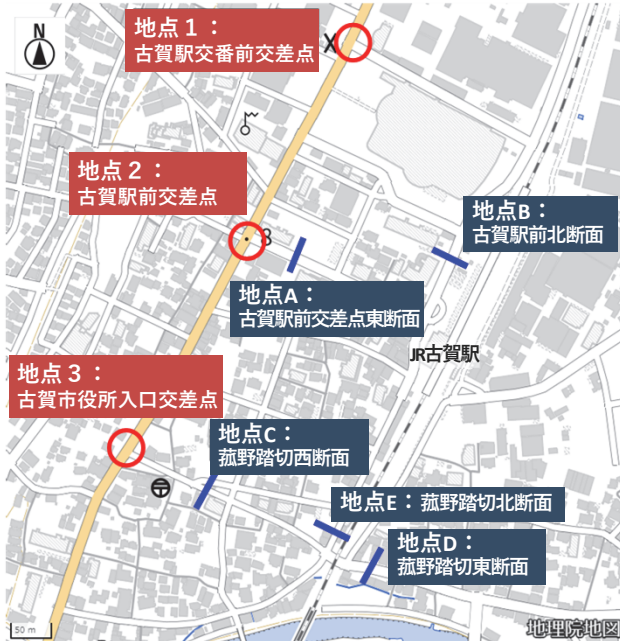 N
地点１：
古賀駅交番前交差点
地点２：
古賀駅前交差点
地点B：
古賀駅前北断面
地点A：
古賀駅前交差点東断面
JR古賀駅
地点３：
古賀市役所入口交差点
地点C：
菰野踏切西断面
地点E：菰野踏切北断面
地点D：
菰野踏切東断面
50 m
地理院地図